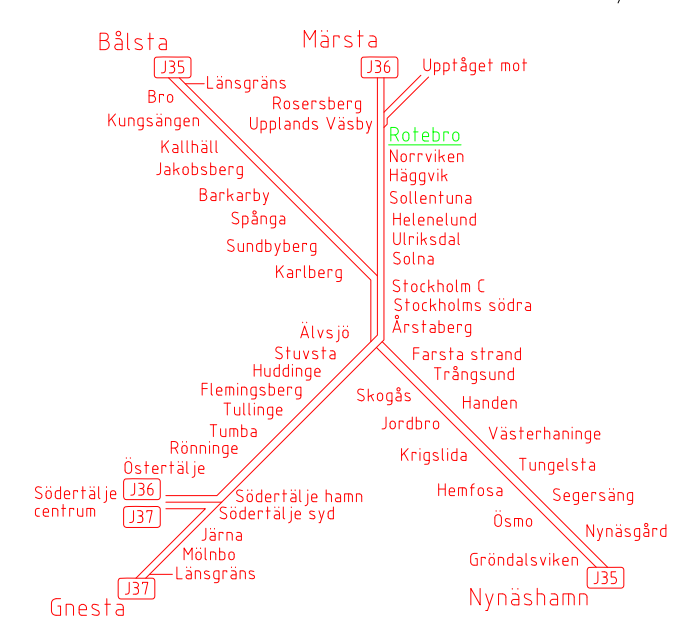 Bålsta
Märsta
J35
J36
Upptåget mot
Länsgräns
Bro
Rosersberg
Kungsängen
Upplands Väsby
Rotebro
Kallhäll
Norrviken
Jakobsberg
Häggvik
Barkarby
Sollentuna
Spånga
Helenelund
Sundbyberg
Ulriksdal
Solna
Karlberg
Stockholm C
Stockholms södra
Årstaberg
Älvsjö
Stuvsta
Farsta strand
Huddinge
Trångsund
Flemingsberg
Skogås
Handen
Tullinge
Jordbro
Tumba
Västerhaninge
Rönninge
Krigslida
Östertälje
Tungelsta
Södertälje
centrum
J36
J37
Södertälje hamn
Hemfosa
Segersäng
Södertälje syd
Ösmo
Järna
Nynäsgård
Mölnbo
Gröndalsviken
Länsgräns
J37
J35
Gnesta
Nynäshamn